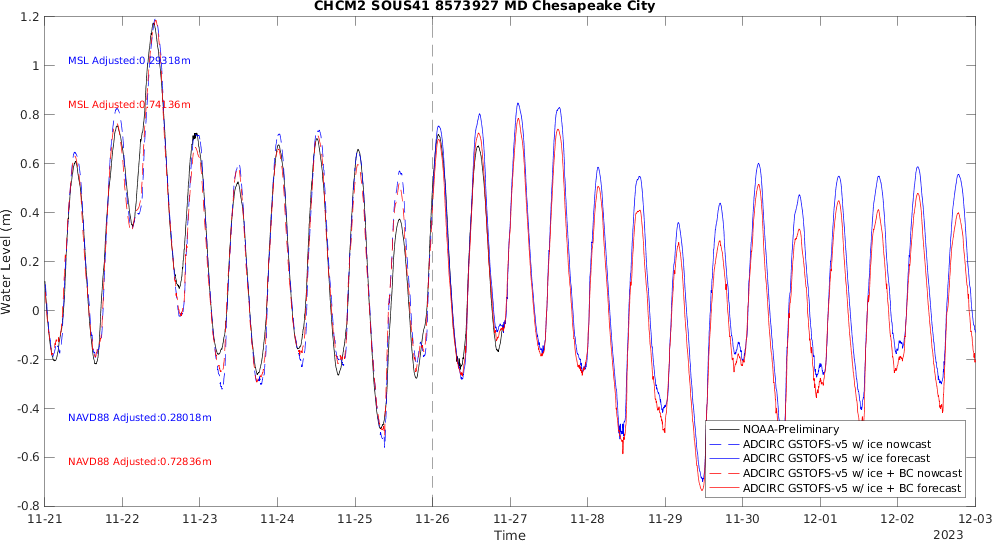 CHCM2 SOUS41 8573927 MD Chesapeake City
1.2
1
0.8
0.6
0.4
0.2
0
-0.2
-0.4
-0.6
-0.8
Water Level (m)
MSL Adjusted:0.29318m
MSL Adjusted:0.74136m
NAVD88 Adjusted:0.28018m
NAVD88 Adjusted:0.72836m
NOAA-Preliminary
ADCIRC GSTOFS-v5 w/ ice nowcast
ADCIRC GSTOFS-v5 w/ ice forecast
ADCIRC GSTOFS-v5 w/ ice + BC nowcast
ADCIRC GSTOFS-v5 w/ ice + BC forecast
11-21 11-22 11-23 11-24 11-25 11-26 11-27 11-28 11-29 11-30 12-01 12-02 12-03
Time
2023